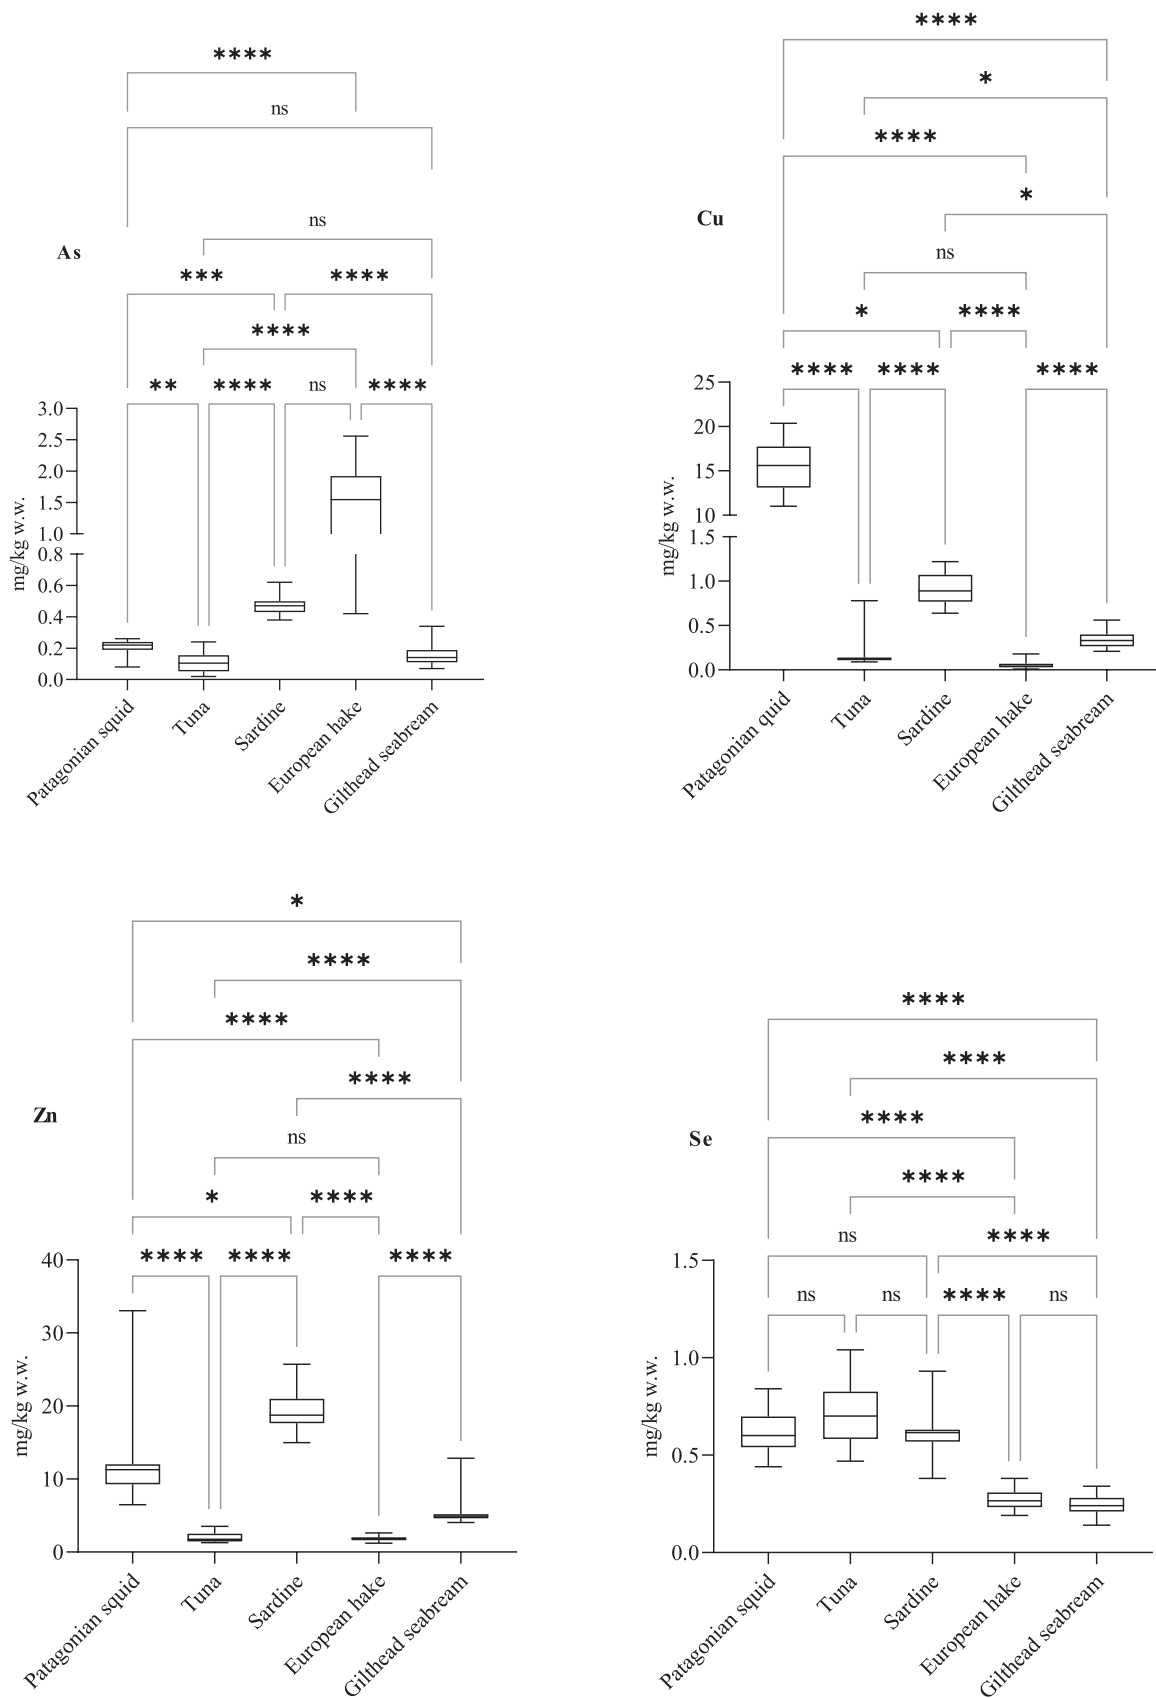 ****
ns
ns
As
*** ****
****
** **** ns ****
3.0
2.5
2.0
1.5
1.0
0.8
0.6
0.4
0.2
0.0
mg/kg w.w.
Patagonian squid
Tuna
Sardine
European hake
Gilthead seabream
****
*
****
*
Cu
ns
* ****
**** **** ****
25
20
15
10
1.5
1.0
0.5
0.0
mg/kg w.w.
Patagonian quid
Tuna
Sardine
European hake
Gilthead seabream
*
****
****
****
Zn
ns
* ****
**** **** ****
40
30
20
10
0
mg/kg w.w.
Patagonian squid
Tuna
Sardine
European hake
Gilthead seabream
****
****
****
Se
****
ns ****
ns ns **** ns
1.5
1.0
0.5
0.0
mg/kg w.w.
Patagonian squid
Tuna
Sardine
European hake
Gilthead seabream